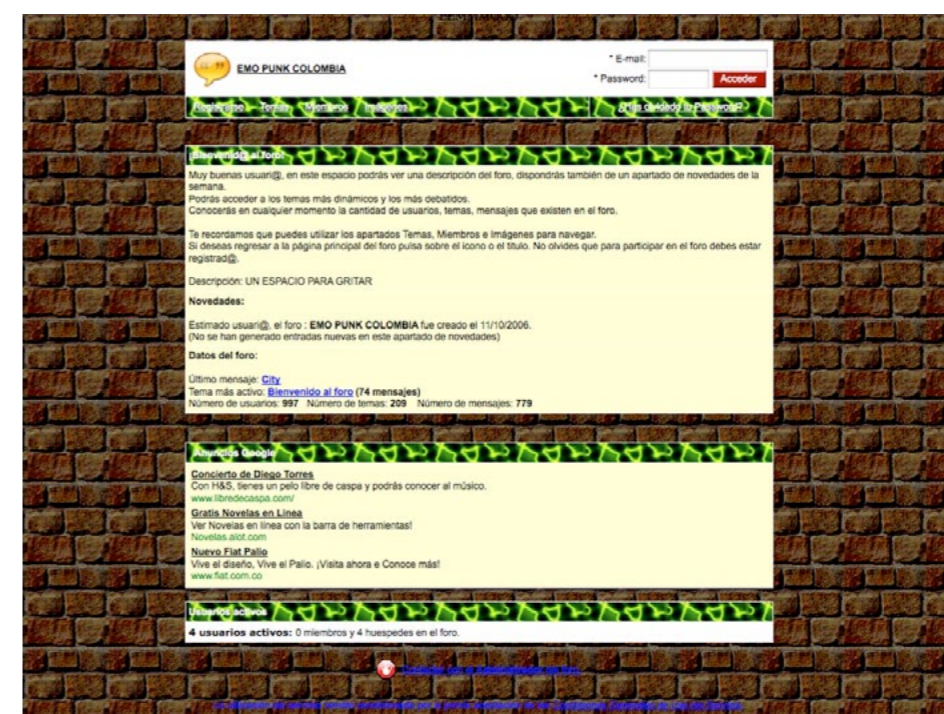 EMO PUNK COLOMBIA
* E-mail:
* Password:
Acceder
Registrarse Temas Miembros Imágenes
¿Has olvidado tu Password?
¡Bienvenid@ al foro!
Muy buenas usuari@, en este espacio podrás ver una descripción del foro, dispondrás también de un apartado de novedades de la
semana.
Podrás acceder a los temas más dinámicos y los más debatidos.
Conocerás en cualquier momento la cantidad de usuarios, temas, mensajes que existen en el foro.
Te recordamos que puedes utilizar los apartados Temas, Miembros e Imágenes para navegar.
Si deseas regresar a la página principal del foro pulsa sobre el icono o el titulo. No olvides que para participar en el foro debes estar
registrad@.
Descripción: UN ESPACIO PARA GRITAR
Novedades:
Estimado usuari@, el foro : EMO PUNK COLOMBIA fue creado el 11/10/2006.
(No se han generado entradas nuevas en este apartado de novedades)
Datos del foro:
Último mensaje: City
Tema más activo: Bienvenido al foro (74 mensajes)
Número de usuarios: 997 Número de temas: 209 Número de mensajes: 779
Anuncios Google
Concierto de Diego Torres
Con H&S, tienes un pelo libre de caspa y podrás conocer al músico.
www.libredecaspa.com/
Gratis Novelas en Linea
Ver Novelas en línea con la barra de herramientas!
Novelas.alot.com
Nuevo Fiat Palio
Vive el diseño, Vive el Palio. ¡Visita ahora e Conoce más!
www.fiat.com.co
Usuarios activos
4 usuarios activos: 0 miembros y 4 huespedes en el foro.